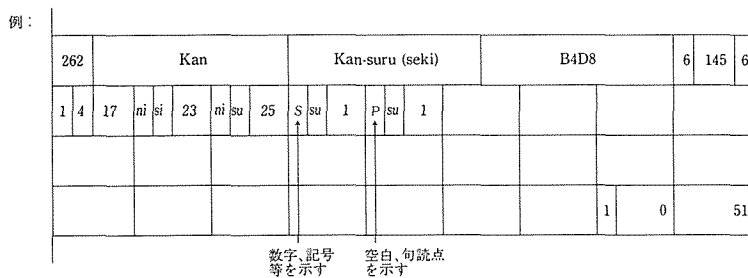 例：
262 Kan Kan-suru (seki) B4D8 6 145 6
1 4 17 ni si 23 ni su 25 S su 1 P su 1
1 0 51
数字、記号 空白、句読点
等を示す を示す